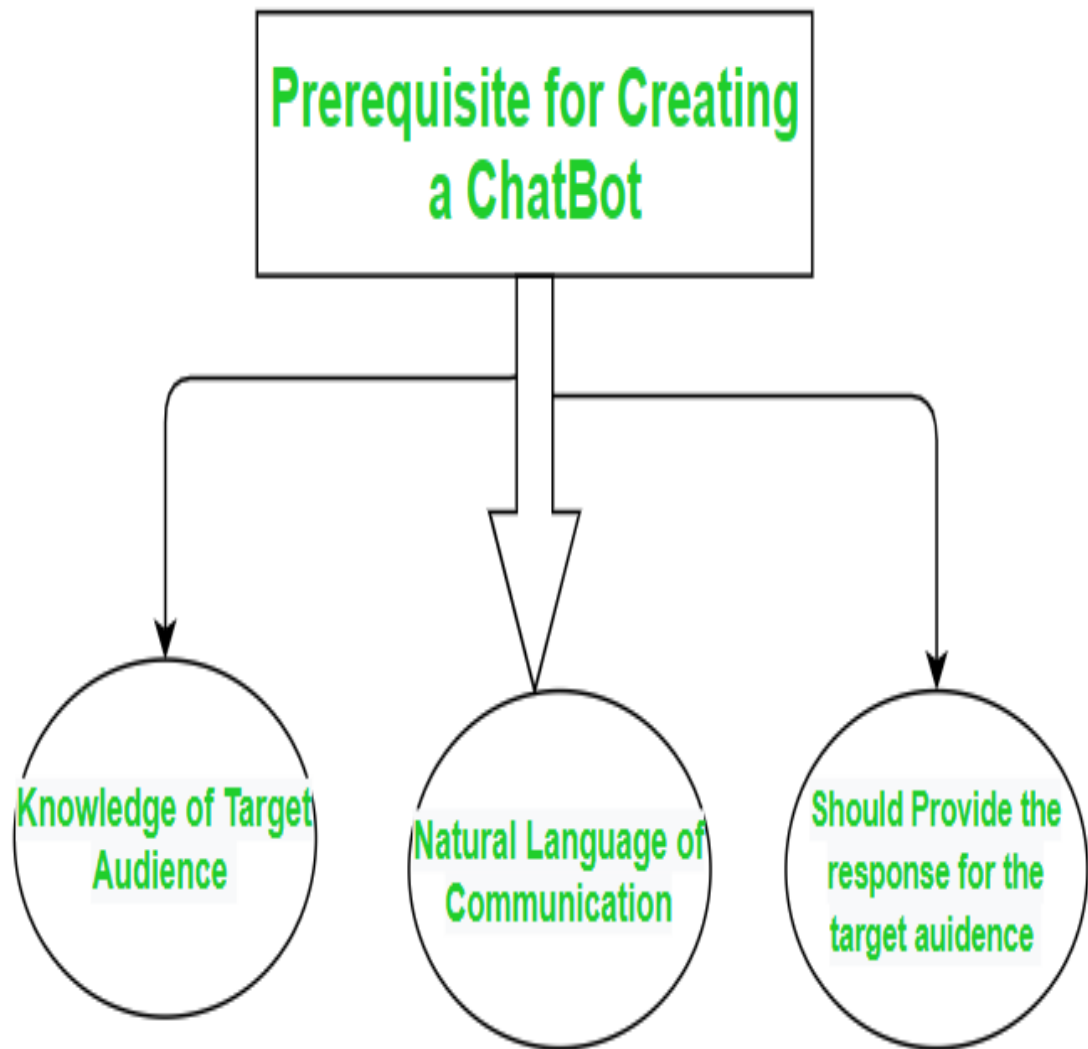 Prerequisite for Creating
a ChatBot
Knowledge of Target
Audience
Natural Language of
Communication
Should Provide the
response for the
target auidence